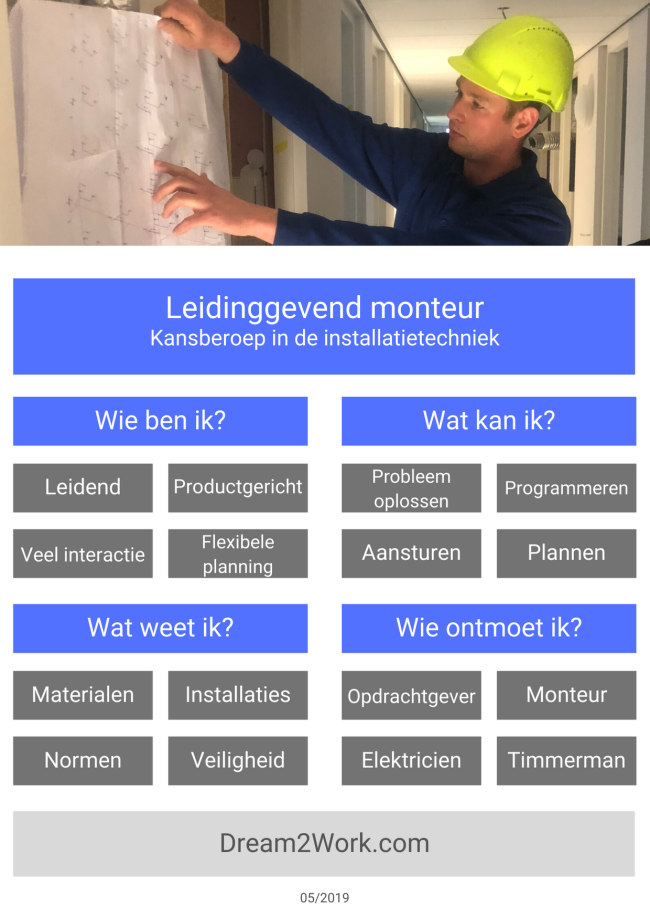 Leidinggevend monteur
Kansberoep in de installatietechniek
Wie ben ik?
Leidend
Productgericht
Veel interactie
Flexibele
planning
Wat kan ik?
Probleem
oplossen
Programmeren
Aansturen
Plannen
Wat weet ik?
Materialen
Installaties
Normen
Veiligheid
Wie ontmoet ik?
Opdrachtgever
Monteur
Elektricien
Timmerman
Dream2Work.com
05/2019